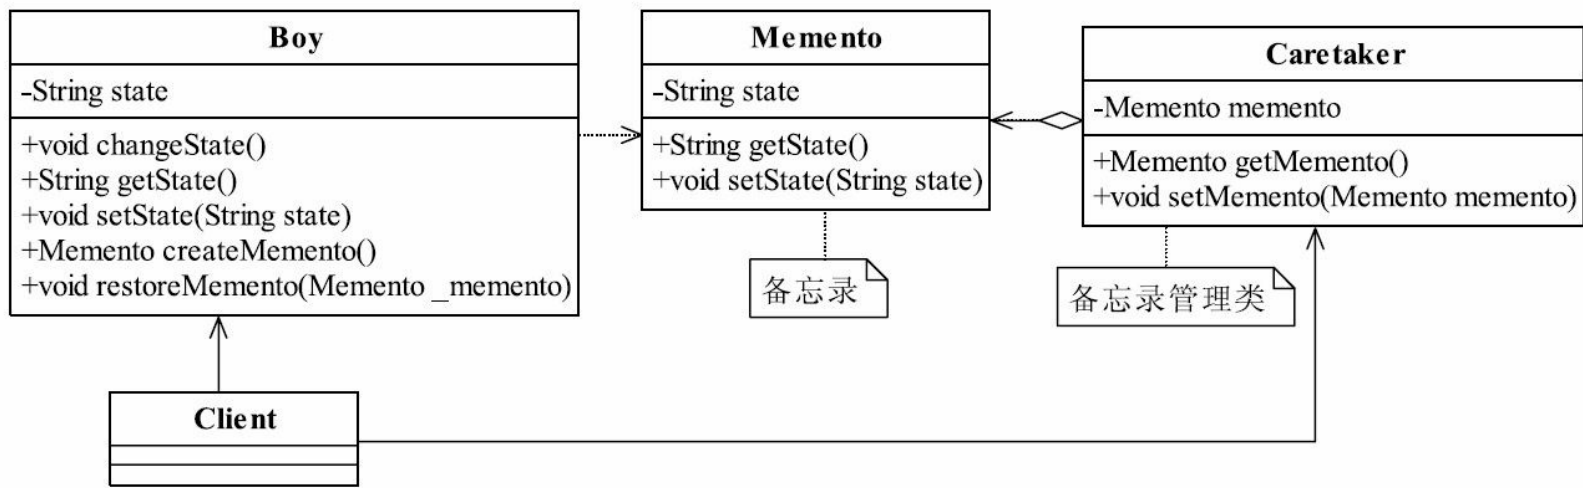 Boy
-String state
+void changeState()
+String getState()
+void setState(String state)
+Memento createMemento()
+void restoreMemento(Memento _memento)
Memento
-String state
+String getState()
+void setState(String state)
备忘录
Caretaker
-Memento memento
+Memento getMemento()
+void setMemento(Memento memento)
备忘录管理类
Client